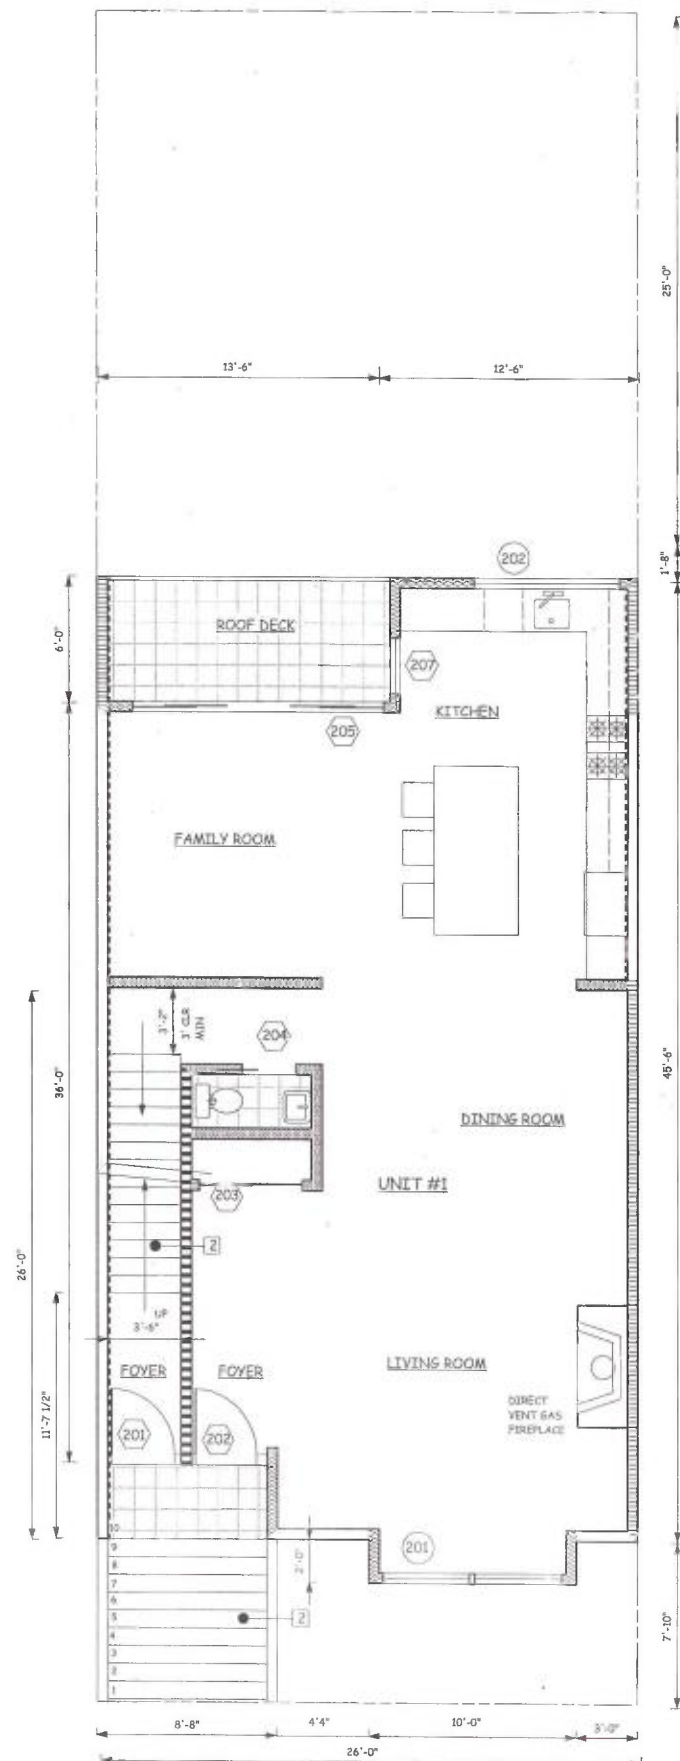 25'-0"
13'-6"
12'-6"
1'-8"
202
6'-0"
ROOF DECK
207
KITCHEN
205
FAMILY ROOM
3'-2"
3' CLR
MIN
204
36'-0"
45'-6"
DINING ROOM
UNIT #1
203
2
26'-0"
UP
3'-6"
FOYER
FOYER
LIVING ROOM
DIRECT
VENT GAS
FIREPLACE
11'-7 1/2"
201
202
10
9
8
7
6
5
4
3
2
1
2'-0"
201
2
7'-10"
8'-8"
4'4"
10'-0"
3'-0"
26'-0"